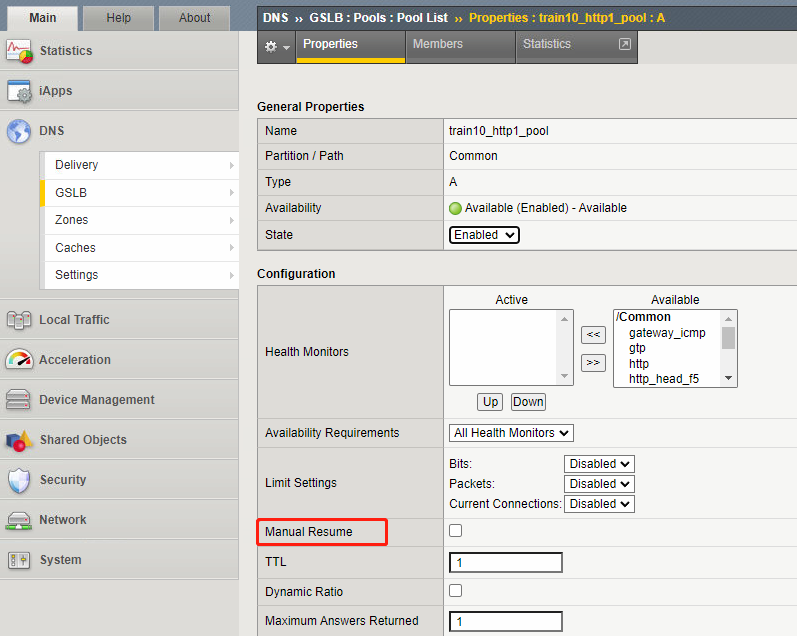 Main Help About
DNS ›› GSLB : Pools : Pool List ›› Properties : train10_http1_pool : A
Properties Members Statistics
Statistics
iApps
DNS
Delivery
GSLB
Zones
Caches
Settings
Local Traffic
Acceleration
Device Management
Shared Objects
Security
Network
System
General Properties
Name train10_http1_pool
Partition / Path Common
Type A
Availability Available (Enabled) - Available
State Enabled
Configuration
Health Monitors
Active Available
/Common
gateway_icmp
gtp
http
http_head_f5
<<
>>
Up Down
Availability Requirements All Health Monitors
Limit Settings
Bits: Disabled
Packets: Disabled
Current Connections: Disabled
Manual Resume
TTL 1
Dynamic Ratio
Maximum Answers Returned 1